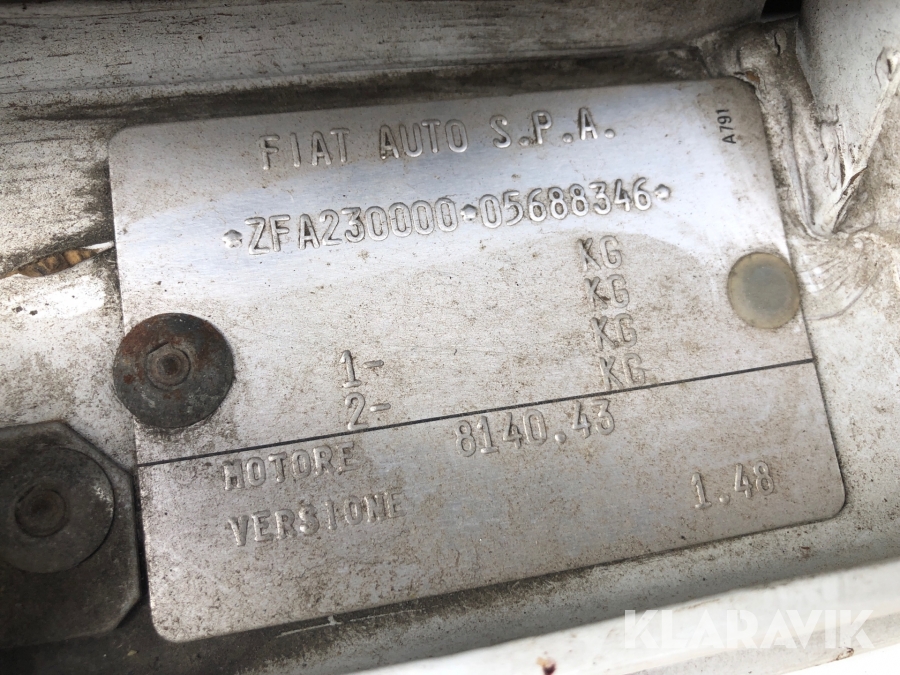 FIAT AUTO S.P.A.
A791
ZFA230000 05688346
KG
KG
KG
1- KG
2-
MOTORE 8140.43
VERSIONE 1.48
KLARAVIK